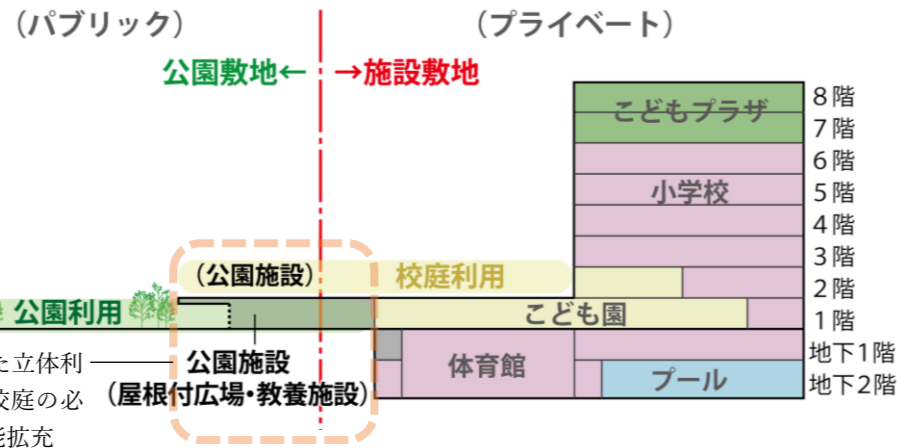 （パブリック）
（プライベート）
公園敷地←
→施設敷地
こどもプラザ
8階
7階
6階
小学校
5階
4階
3階
（公園施設）
校庭利用
2階
公園利用
こども園
1階
た立体利
公園施設
体育館
地下1階
校庭の必
（屋根付広場・教養施設）
プール
地下2階
能拡充